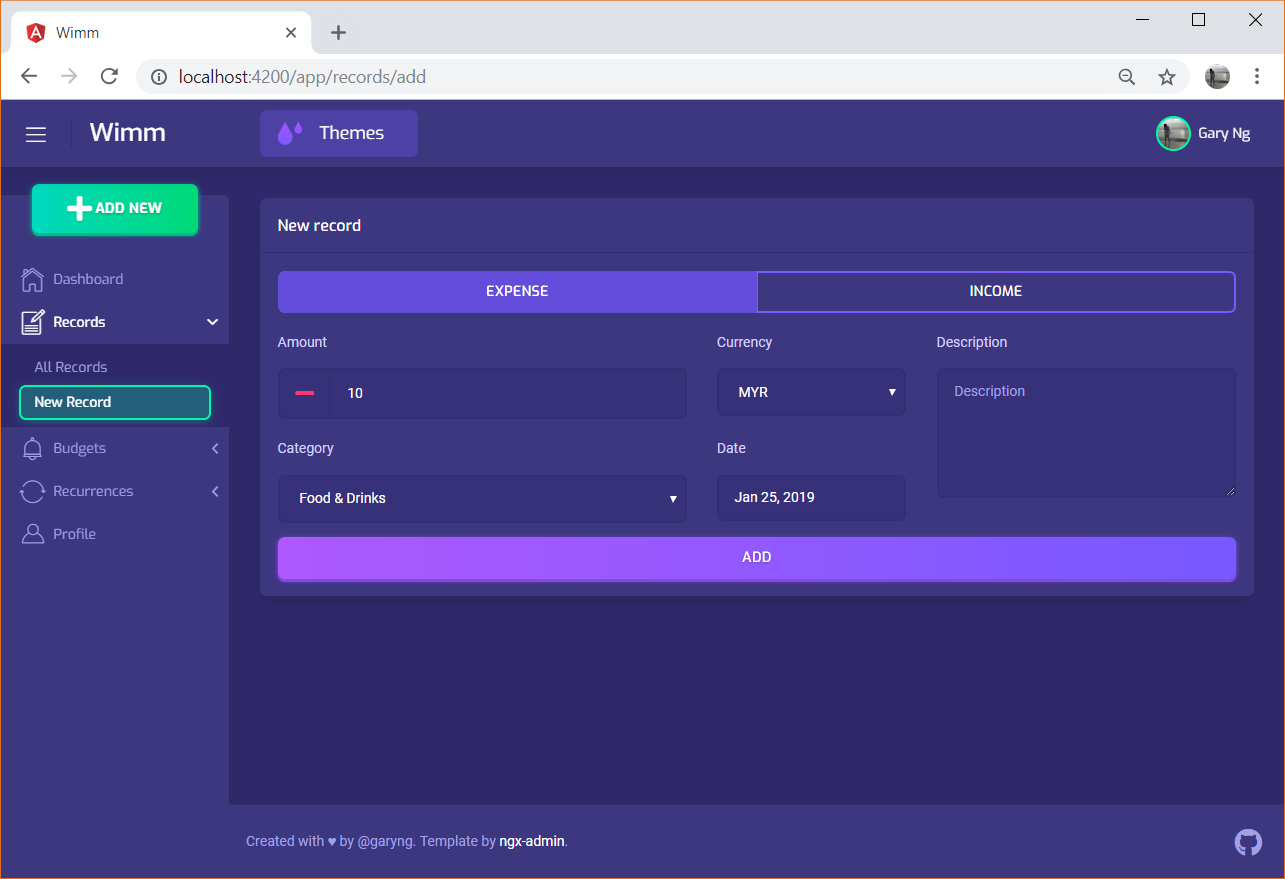 Wimm
localhost:4200/app/records/add
Wimm
Themes
Gary Ng
ADD NEW
Dashboard
Records
All Records
New Record
Budgets
Recurrences
Profile
New record
EXPENSE
INCOME
Amount
Currency
Description
10
MYR
Description
Category
Date
Food & Drinks
Jan 25, 2019
ADD
Created with ♥ by @garyng. Template by ngx-admin.